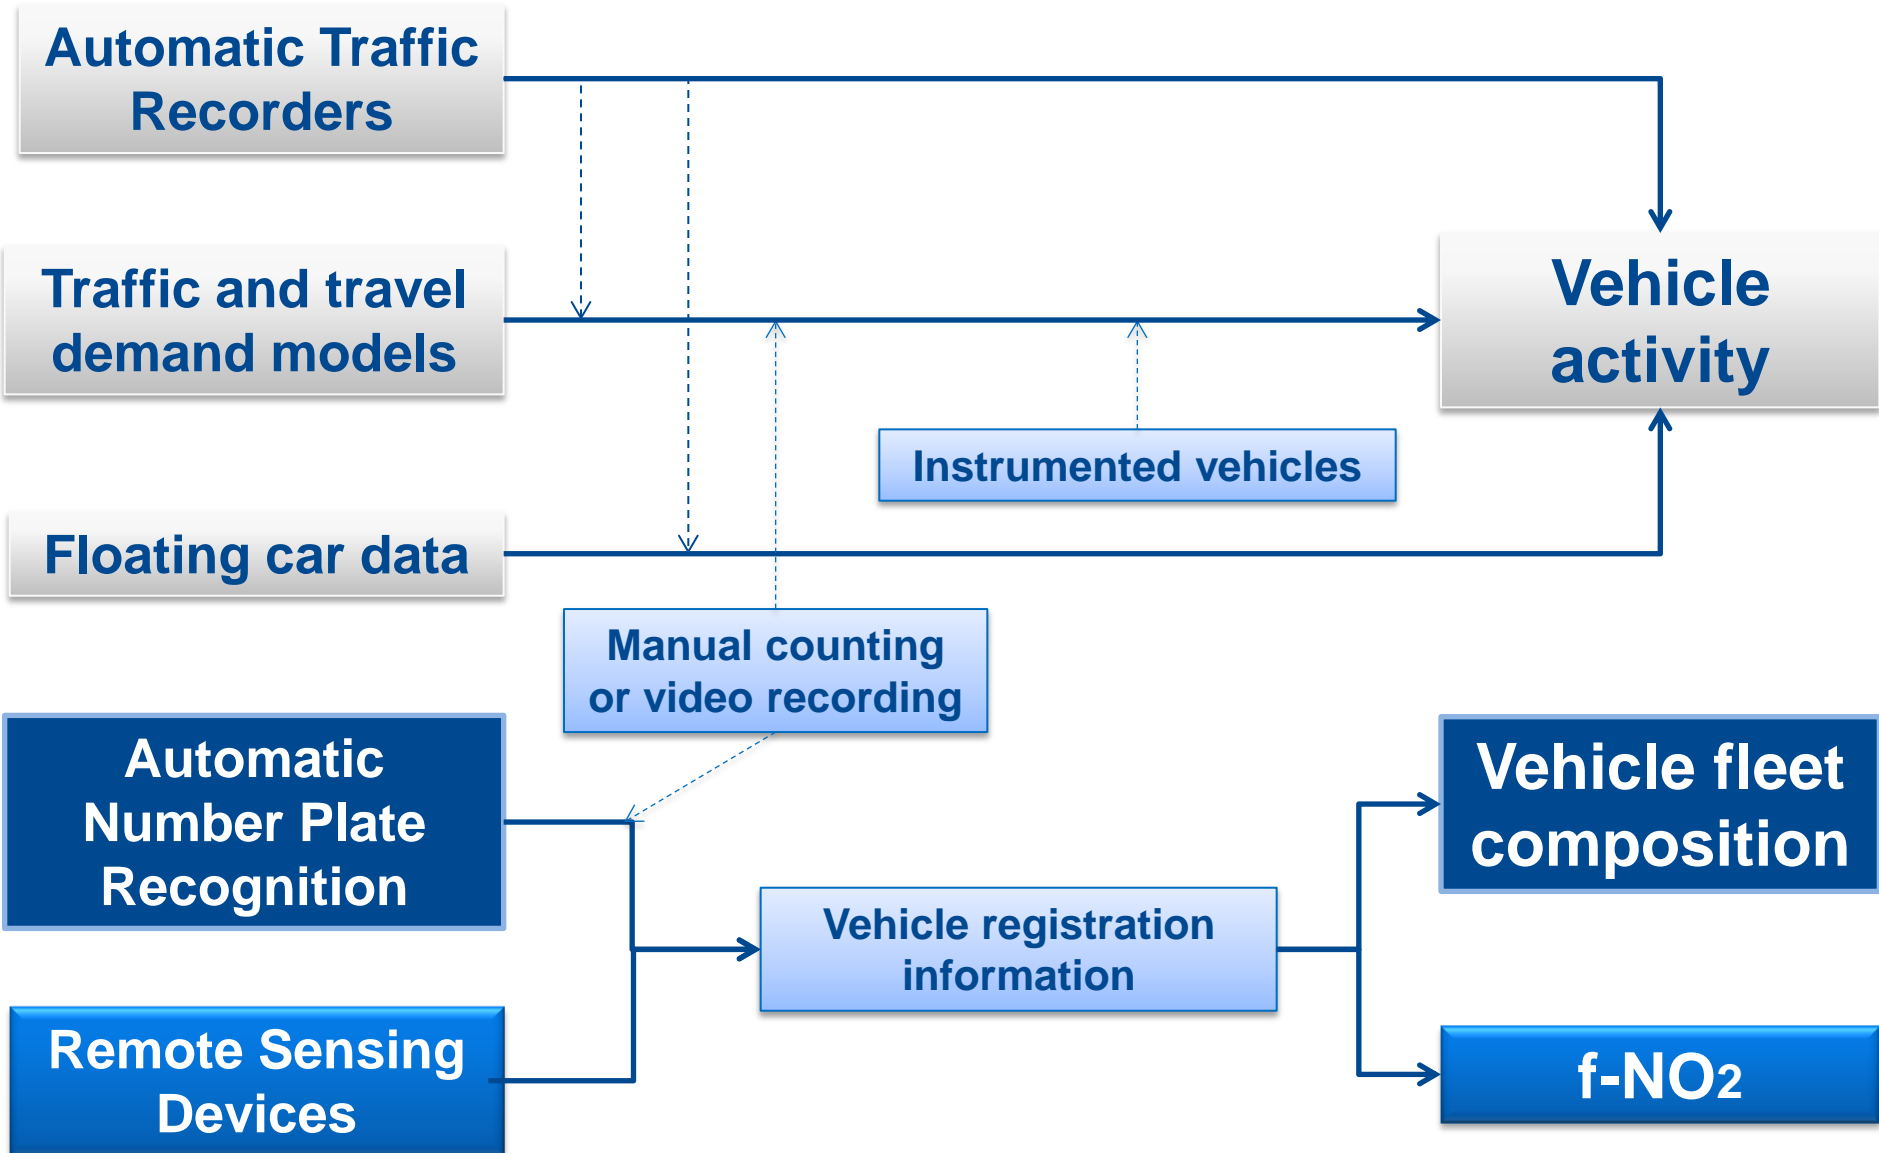 Automatic Traffic
Recorders
Traffic and travel
demand models
Vehicle
activity
Instrumented vehicles
Floating car data
Manual counting
or video recording
Automatic
Number Plate
Recognition
Vehicle fleet
composition
Vehicle registration
information
Remote Sensing
Devices
f-NO2